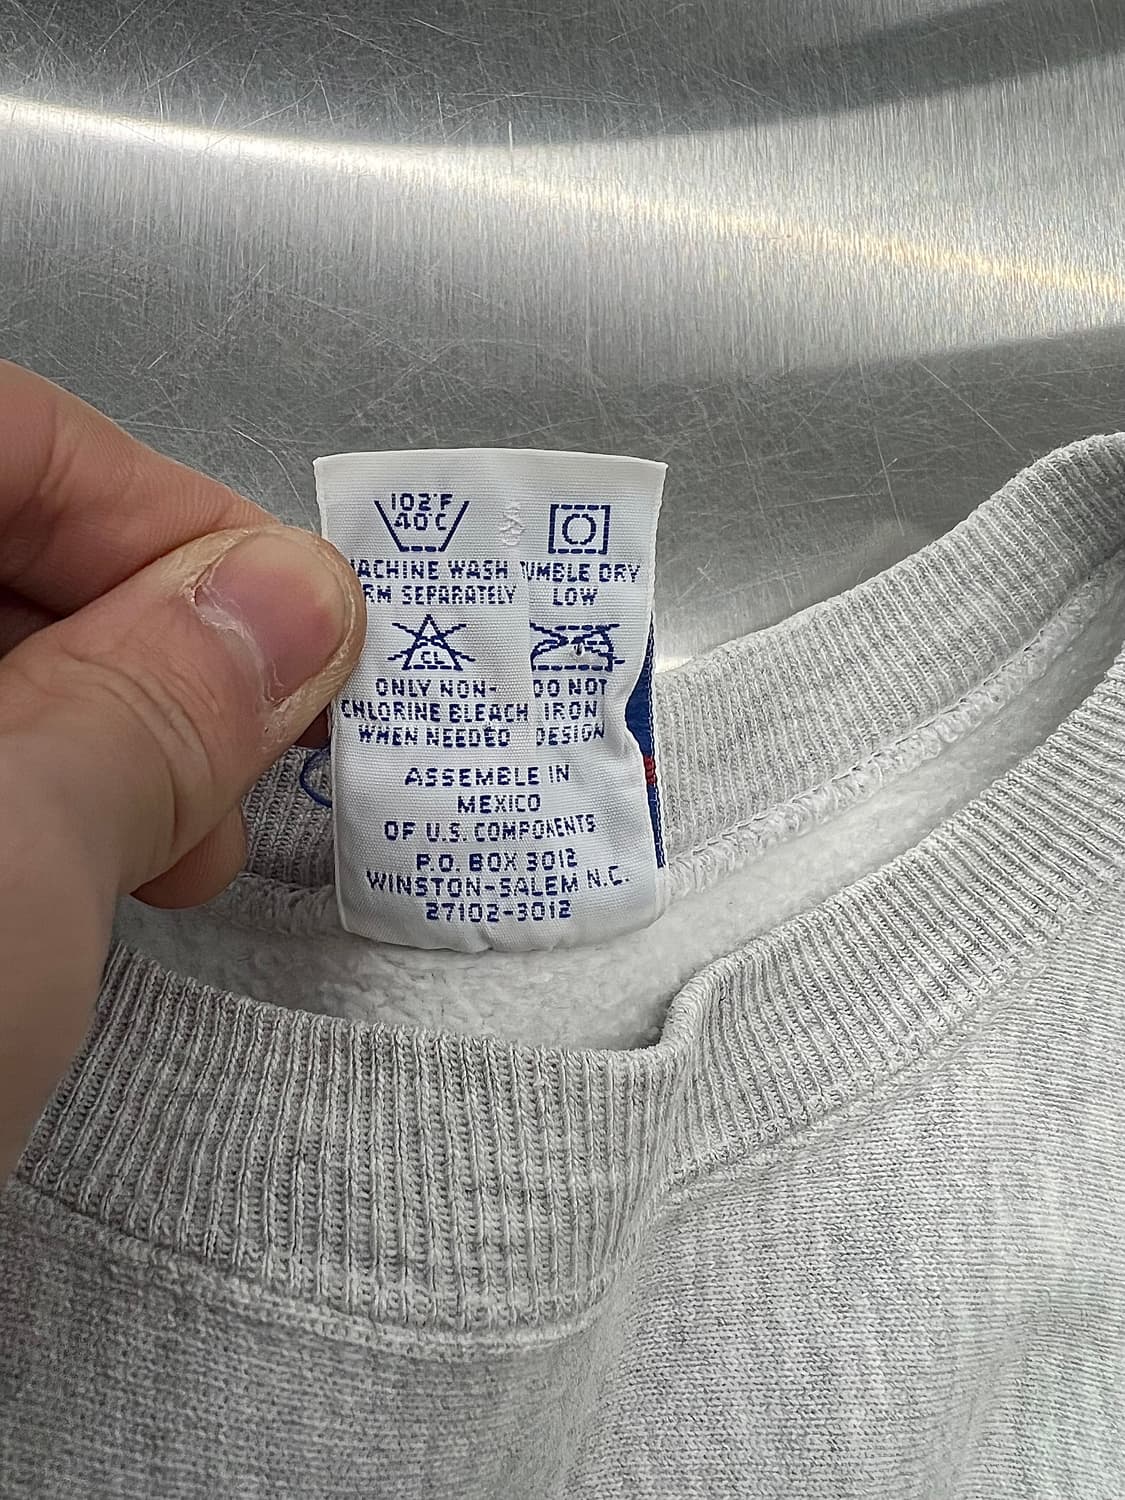 102°F
40°C
MACHINE WASH
RM SEPARATELY
TUMBLE DRY
LOW
CL
ONLY NON-
CHLORINE BLEACH
WHEN NEEDED
DO NOT
IRON
DESIGN
ASSEMBLE IN
MEXICO
OF U.S. COMPONENTS
P.O. BOX 3012
WINSTON-SALEM N.C.
27102-3012